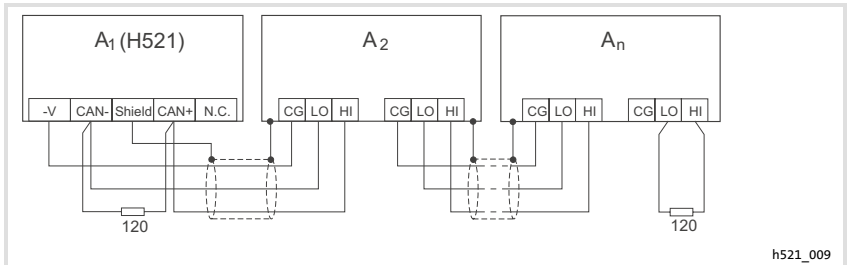 A1 (H521) A2 An
-V CAN- Shield CAN+ N.C. CG LO HI CG LO HI CG LO HI CG LO HI
120 120
h521_009